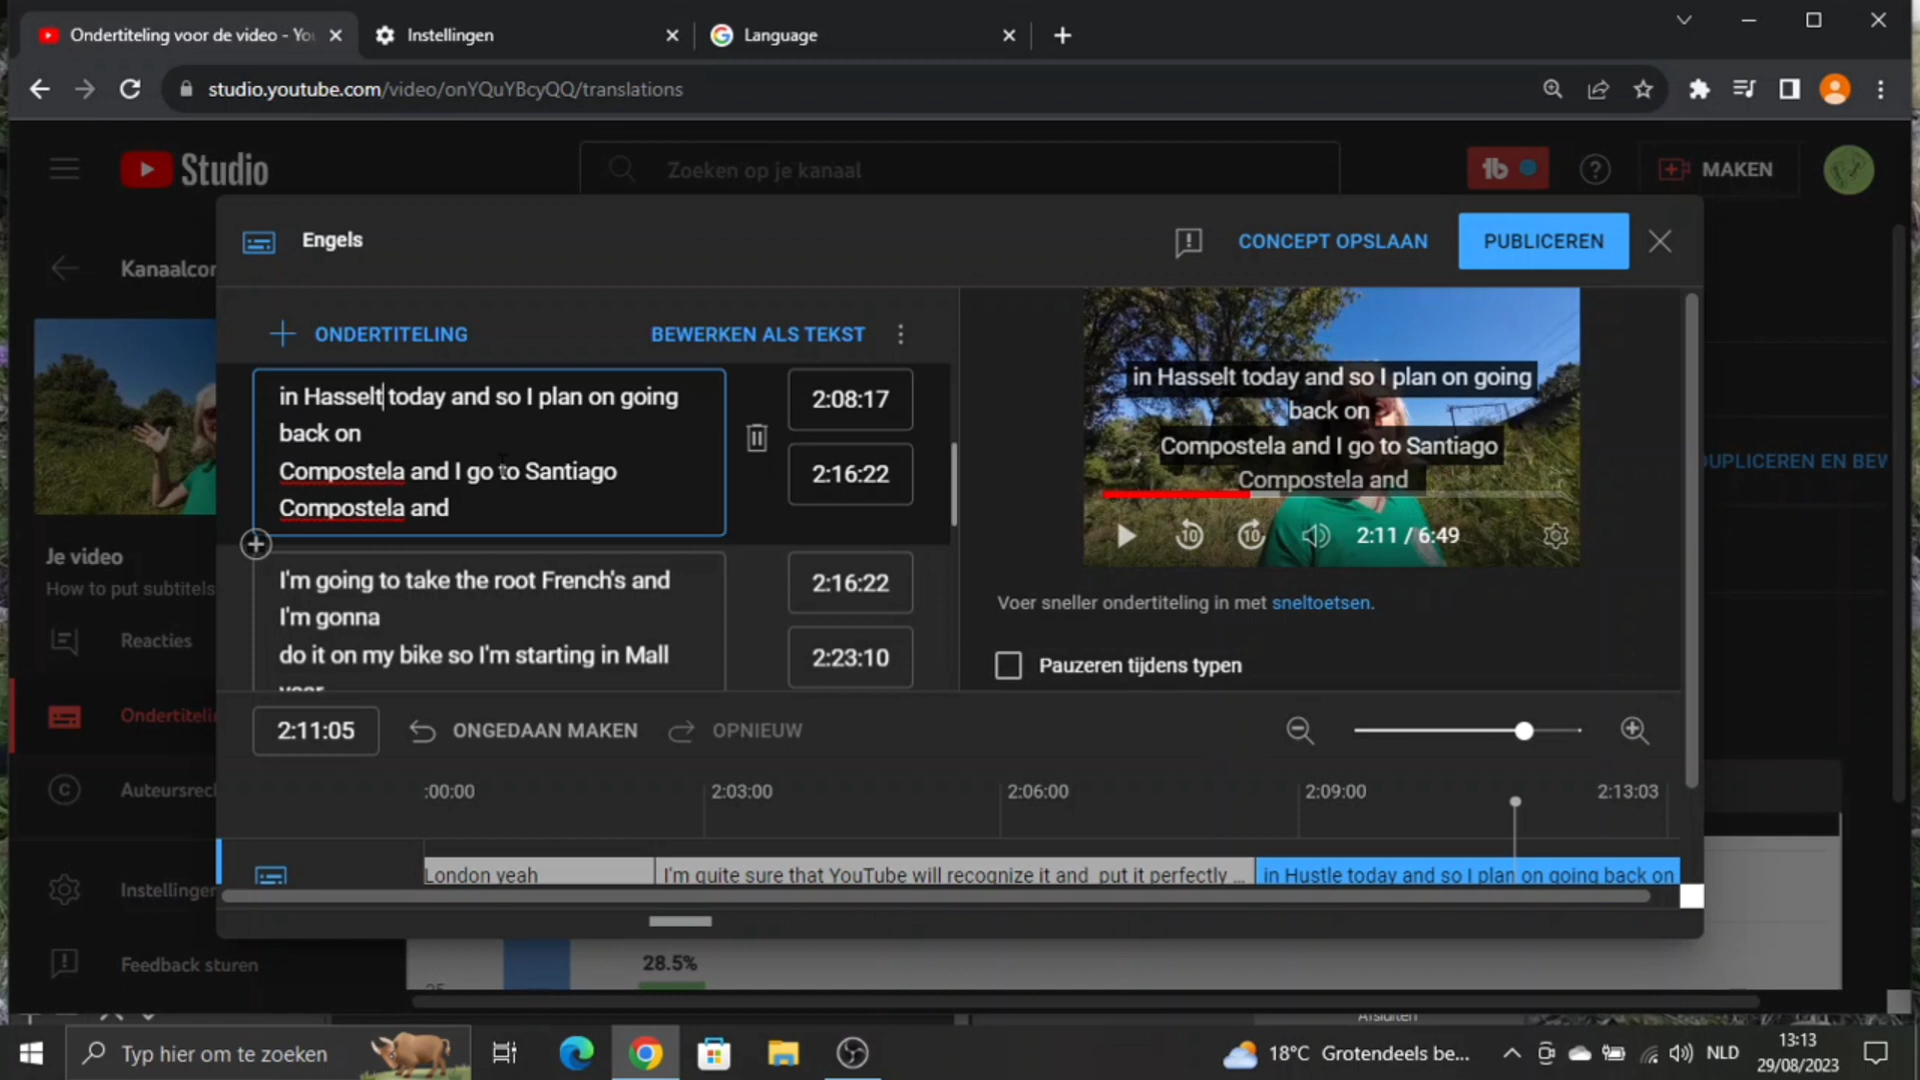 Ondertiteling voor de video - You
Instellingen
Language
studio.youtube.com/video/onYQuYBcyQQ/translations
Studio
Zoeken op je kanaal
MAKEN
Kanaalcon
Engels
CONCEPT OPSLAAN
PUBLICEREN
ONDERTITELING
BEWERKEN ALS TEKST
in Hasselt today and so I plan on going
back on
Compostela and I go to Santiago
Compostela and
2:08:17
2:16:22
in Hasselt today and so I plan on going
back on
Compostela and I go to Santiago
Compostela and
2:11 / 6:49
DUPLICEREN EN BEW
I'm going to take the root French's and
I'm gonna
do it on my bike so I'm starting in Mall
year
2:16:22
2:23:10
Voer sneller ondertiteling in met sneltoetsen.
Pauzeren tijdens typen
Je video
How to put subtitels
Reacties
Ondertitelin
Auteursrec
Instellingen
Feedback sturen
2:11:05
ONGEDAAN MAKEN
OPNIEUW
:00:00
2:03:00
2:06:00
2:09:00
2:13:03
London yeah
I'm quite sure that YouTube will recognize it and put it perfectly ...
in Hustle today and so I plan on going back on
28.5%
Afsluiten
Typ hier om te zoeken
18°C Grotendeels be...
NLD
13:13
29/08/2023